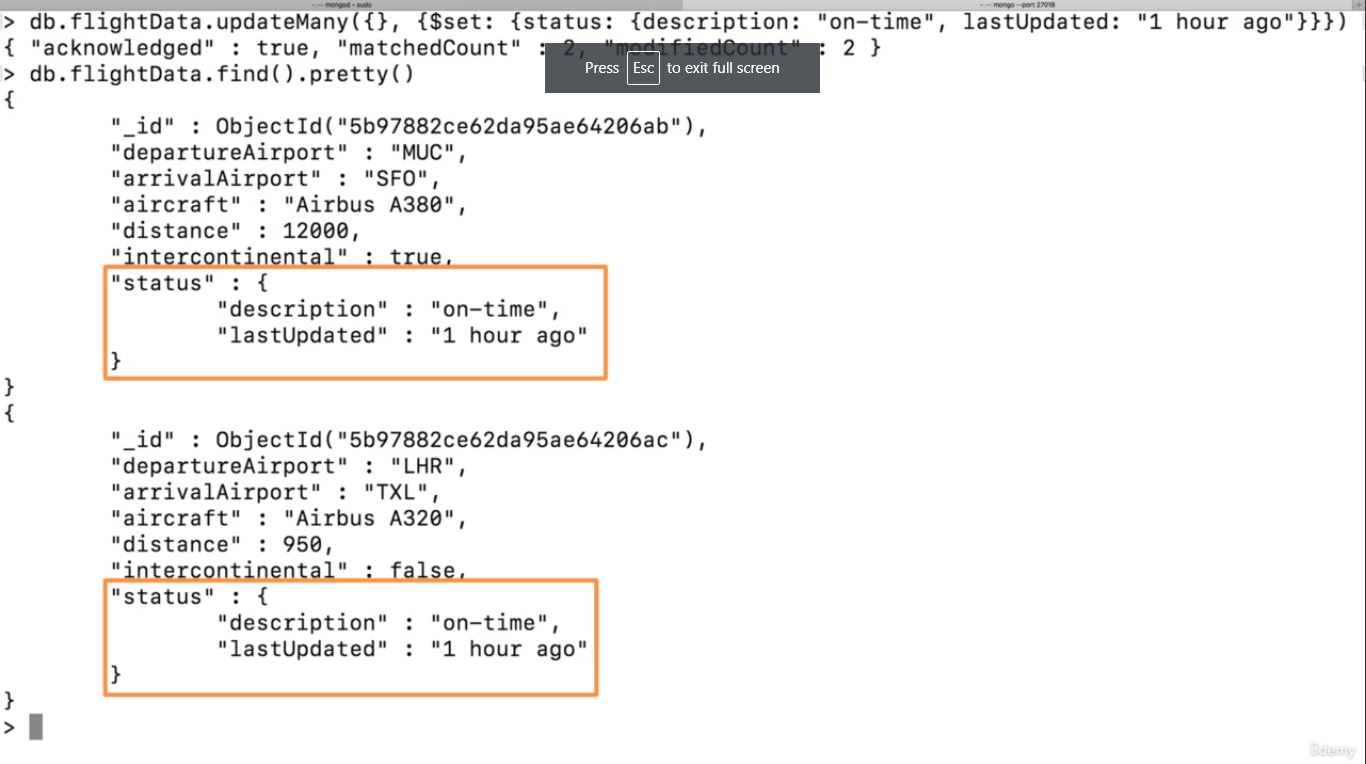 ~ — mongod ‹ sudo
~ — mongo --port 27018
> db.flightData.updateMany({}, {$set: {status: {description: "on-time", lastUpdated: "1 hour ago"}}})
{ "acknowledged" : true, "matchedCount" : 2, "modifiedCount" : 2 }
Press Esc to exit full screen
> db.flightData.find().pretty()
{
"_id" : ObjectId("5b97882ce62da95ae64206ab"),
"departureAirport" : "MUC",
"arrivalAirport" : "SFO",
"aircraft" : "Airbus A380",
"distance" : 12000,
"intercontinental" : true,
"status" : {
"description" : "on-time",
"lastUpdated" : "1 hour ago"
}
}
{
"_id" : ObjectId("5b97882ce62da95ae64206ac"),
"departureAirport" : "LHR",
"arrivalAirport" : "TXL",
"aircraft" : "Airbus A320",
"distance" : 950,
"intercontinental" : false,
"status" : {
"description" : "on-time",
"lastUpdated" : "1 hour ago"
}
}
>
ûdemy